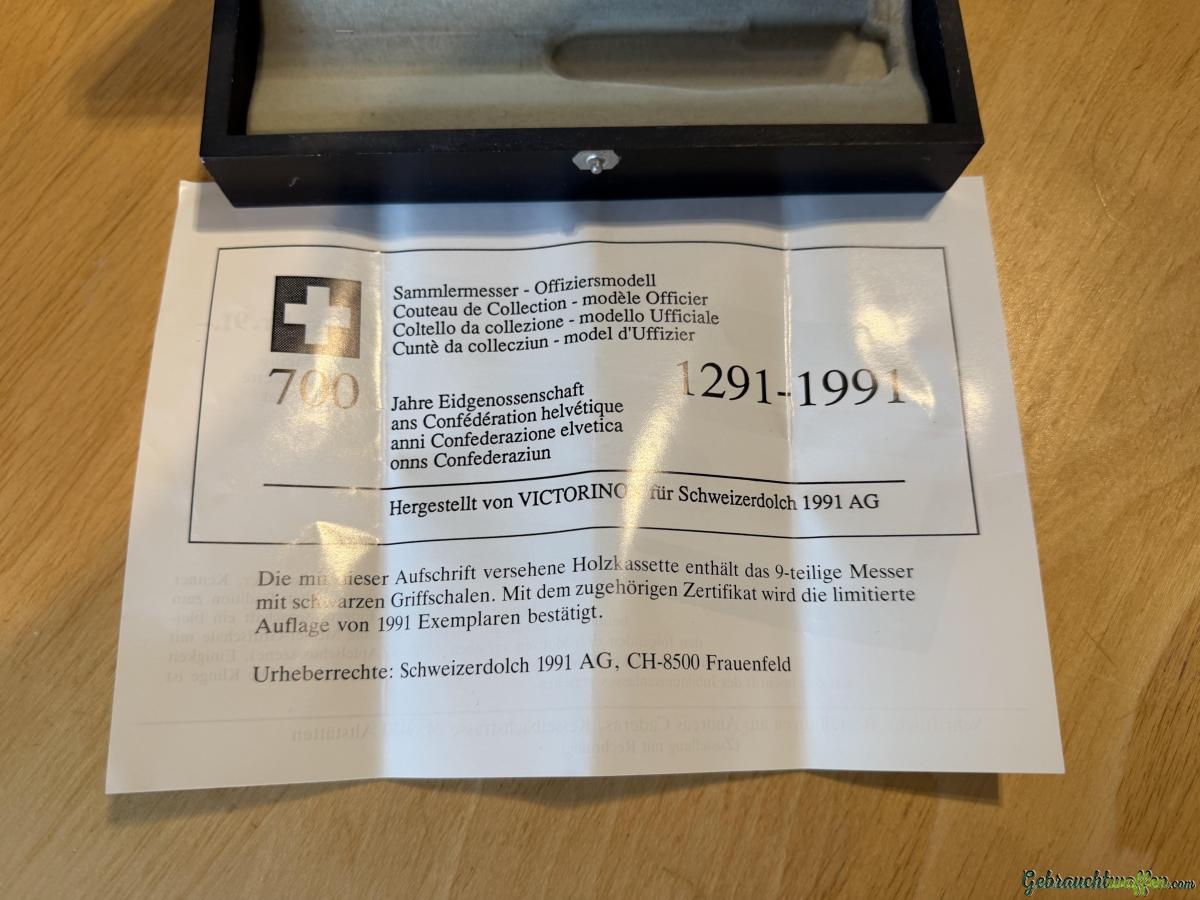 Sammlermesser - Offiziersmodell
Couteau de Collection - modèle Officier
Coltello da collezione - modello Ufficiale
Cuntè da collecziun - model d'Uffizier
700
1291-1991
Jahre Eidgenossenschaft
ans Confédération helvétique
anni Confederazione elvetica
onns Confederaziun
Hergestellt von VICTORINOX für Schweizerdolch 1991 AG
Die mit dieser Aufschrift versehene Holzkassette enthält das 9-teilige Messer
mit schwarzen Griffschalen. Mit dem zugehörigen Zertifikat wird die limitierte
Auflage von 1991 Exemplaren bestätigt.
Urheberrechte: Schweizerdolch 1991 AG, CH-8500 Frauenfeld
Gebrauchtwaffen.com